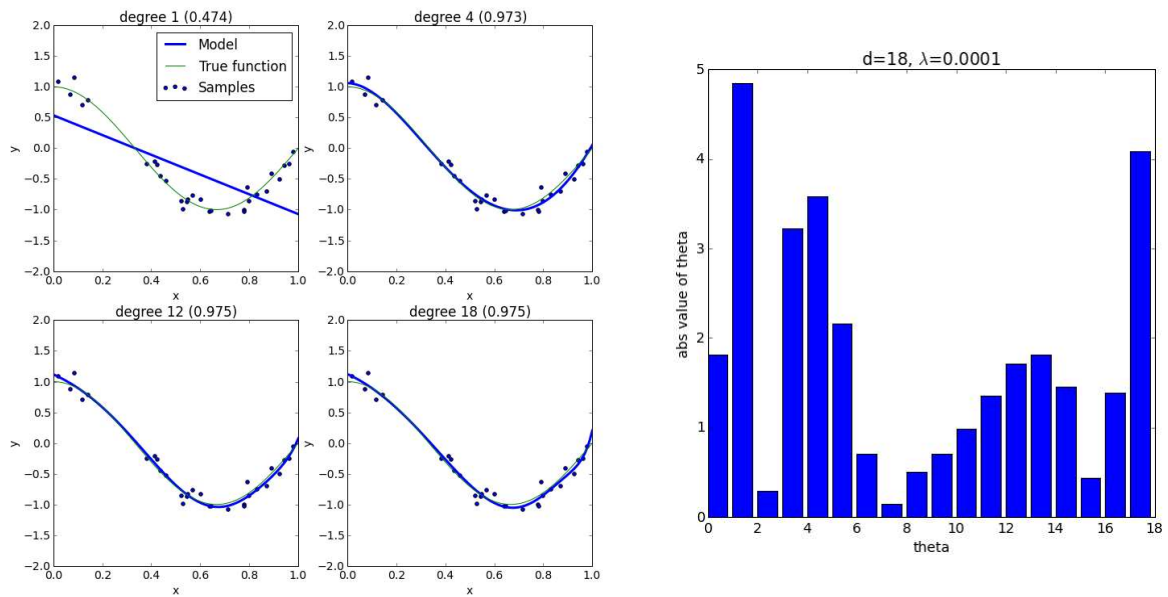 degree 1 (0.474)
2.0
1.5
1.0
0.5
0.0
−0.5
−1.0
−1.5
−2.0
y
Model
True function
Samples
0.0 0.2 0.4 0.6 0.8 1.0
x
degree 4 (0.973)
2.0
1.5
1.0
0.5
0.0
−0.5
−1.0
−1.5
−2.0
y
0.0 0.2 0.4 0.6 0.8 1.0
x
degree 12 (0.975)
2.0
1.5
1.0
0.5
0.0
−0.5
−1.0
−1.5
−2.0
y
0.0 0.2 0.4 0.6 0.8 1.0
x
degree 18 (0.975)
2.0
1.5
1.0
0.5
0.0
−0.5
−1.0
−1.5
−2.0
y
0.0 0.2 0.4 0.6 0.8 1.0
x
d=18, λ=0.0001
5
4
3
2
1
0
abs value of theta
0 2 4 6 8 10 12 14 16 18
theta